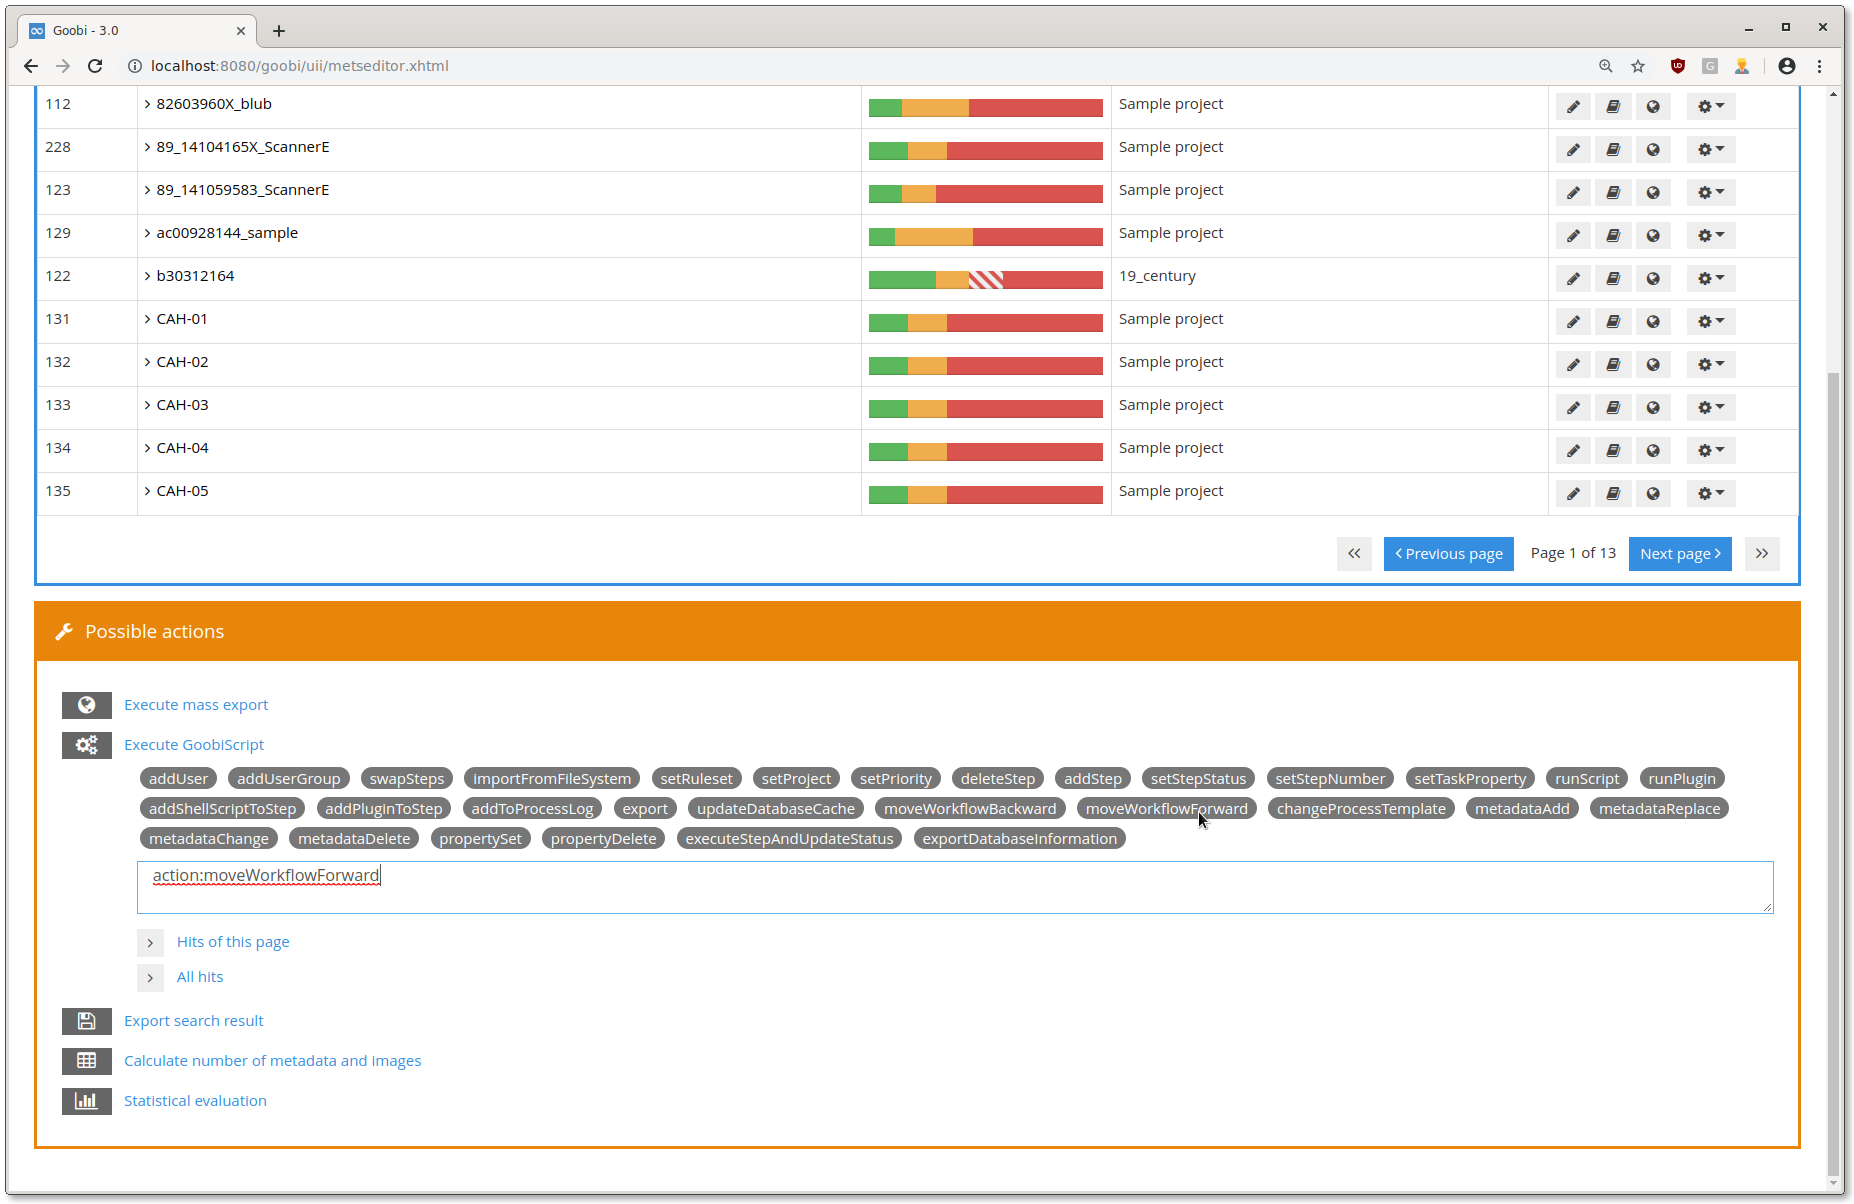 Goobi - 3.0
localhost:8080/goobi/uii/metseditor.xhtml
112 82603960X_blub Sample project
228 89_14104165X_ScannerE Sample project
123 89_141059583_ScannerE Sample project
129 ac00928144_sample Sample project
122 b30312164 19_century
131 CAH-01 Sample project
132 CAH-02 Sample project
133 CAH-03 Sample project
134 CAH-04 Sample project
135 CAH-05 Sample project
Previous page Page 1 of 13 Next page
Possible actions
Execute mass export
Execute GoobiScript
addUser addUserGroup swapSteps importFromFileSystem setRuleset setProject setPriority deleteStep addStep setStepStatus setStepNumber setTaskProperty runScript runPlugin
addShellScriptToStep addPluginToStep addToProcessLog export updateDatabaseCache moveWorkflowBackward moveWorkflowForward changeProcessTemplate metadataAdd metadataReplace
metadataChange metadataDelete propertySet propertyDelete executeStepAndUpdateStatus exportDatabaseInformation
action:moveWorkflowForward
Hits of this page
All hits
Export search result
Calculate number of metadata and images
Statistical evaluation